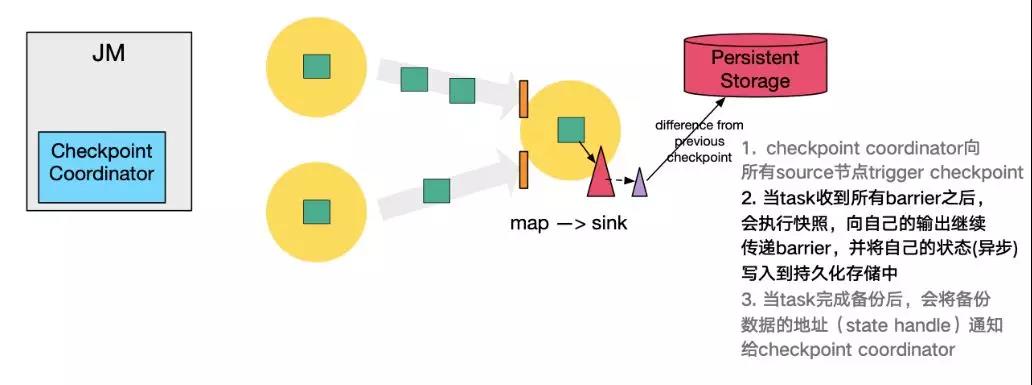 JM
Checkpoint
Coordinator
Persistent
Storage
difference from
previous
checkpoint
map —> sink
1. checkpoint coordinator向
所有source节点trigger checkpoint
2. 当task收到所有barrier之后，
会执行快照，向自己的输出继续
传递barrier，并将自己的状态(异步)
写入到持久化存储中
3. 当task完成备份后，会将备份
数据的地址（state handle）通知
给checkpoint coordinator